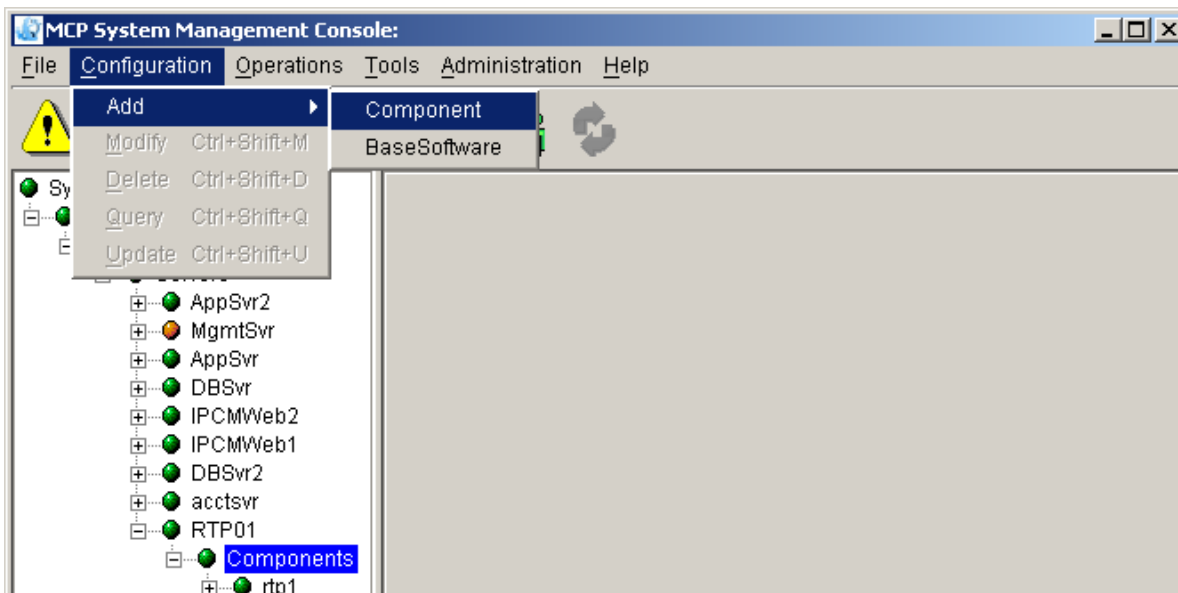 MCP System Management Console:
File Configuration Operations Tools Administration Help
Add Component
Modify Ctrl+Shift+M BaseSoftware
Sy Delete Ctrl+Shift+D
Query Ctrl+Shift+Q
Update Ctrl+Shift+U
AppSvr2
MgmtSvr
AppSvr
DBSvr
IPCMWeb2
IPCMWeb1
DBSvr2
acctsvr
RTP01
Components
rtp1